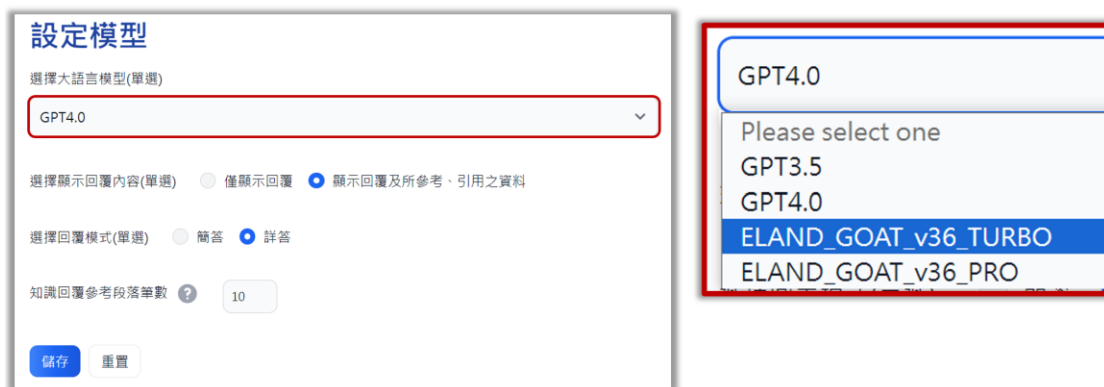 設定模型
選擇大語言模型(單選)
GPT4.0
選擇顯示回覆內容(單選) 僅顯示回覆 顯示回覆及所參考、引用之資料
選擇回覆模式(單選) 簡答 詳答
知識回覆參考段落筆數 ? 10
儲存 重置
GPT4.0
Please select one
GPT3.5
GPT4.0
ELAND_GOAT_v36_TURBO
ELAND_GOAT_v36_PRO